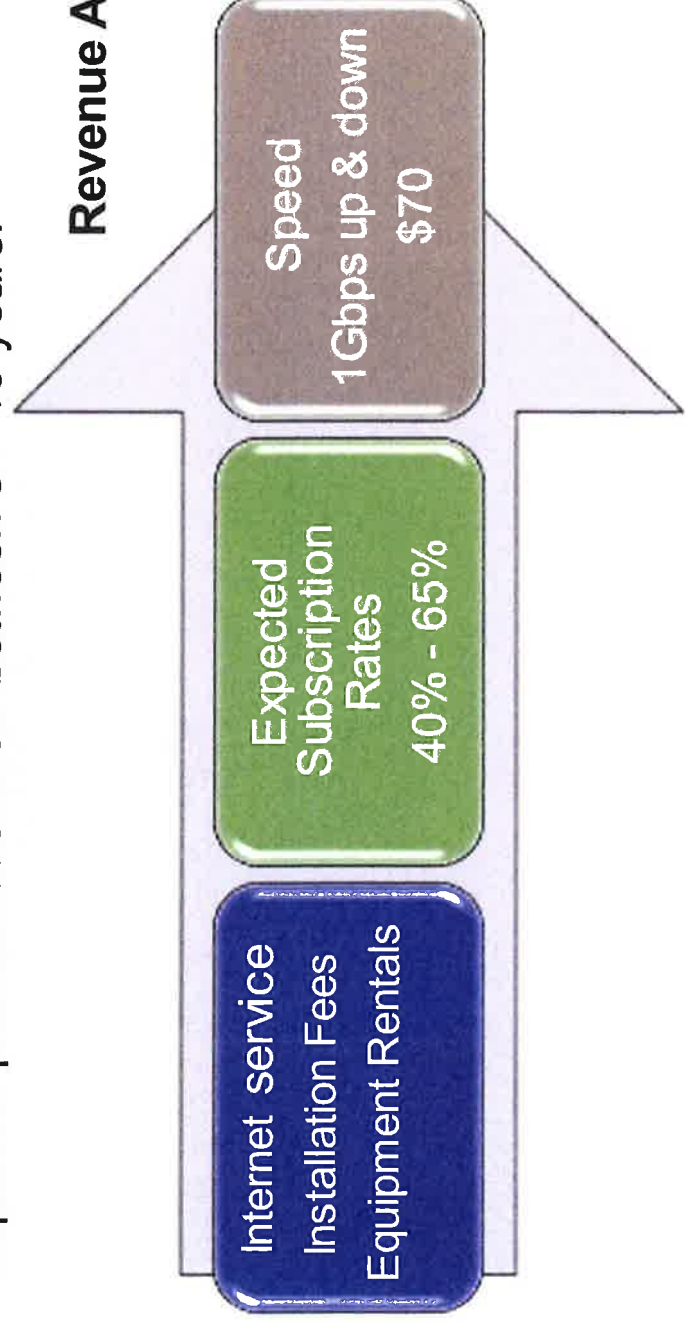 Revenue A
Internet service
Installation Fees
Equipment Rentals
Expected
Subscription
Rates
40% - 65%
Speed
1Gbps up & down
$70